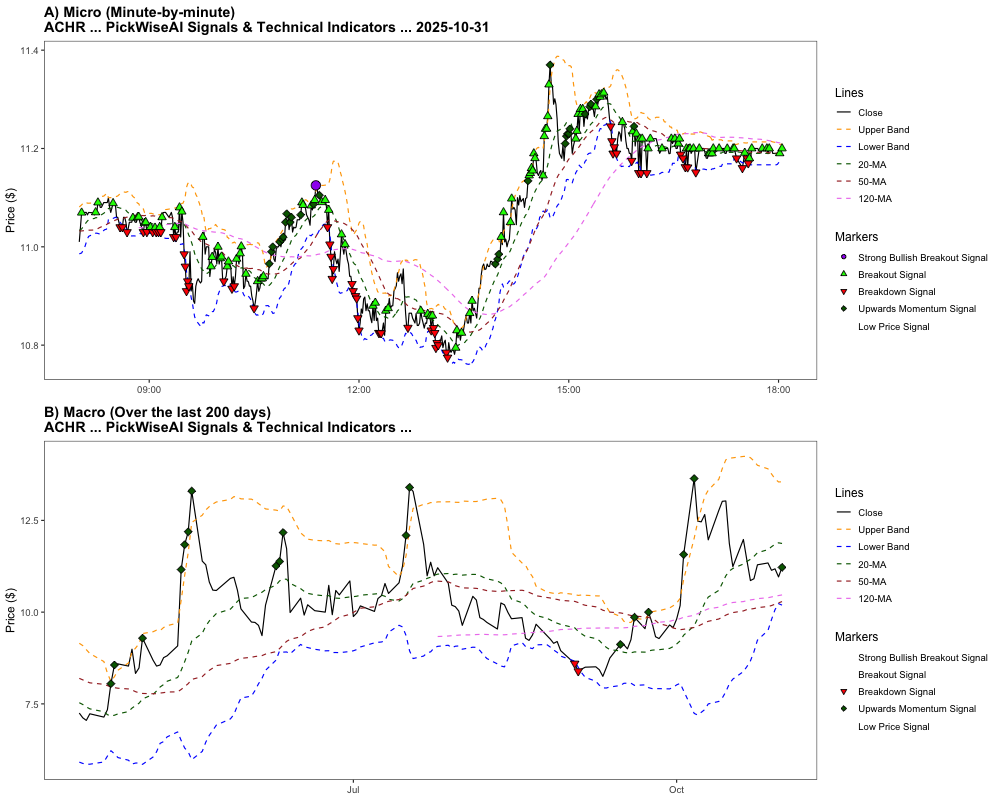 A) Micro (Minute-by-minute)
ACHR ... PickWiseAI Signals & Technical Indicators ... 2025-10-31
11.4
11.2
11.0
10.8
Price ($)
09:00
12:00
15:00
18:00
Lines
Close
Upper Band
Lower Band
20-MA
50-MA
120-MA
Markers
Strong Bullish Breakout Signal
Breakout Signal
Breakdown Signal
Upwards Momentum Signal
Low Price Signal
B) Macro (Over the last 200 days)
ACHR ... PickWiseAI Signals & Technical Indicators ...
12.5
10.0
7.5
Price ($)
Jul
Oct
Lines
Close
Upper Band
Lower Band
20-MA
50-MA
120-MA
Markers
Strong Bullish Breakout Signal
Breakout Signal
Breakdown Signal
Upwards Momentum Signal
Low Price Signal